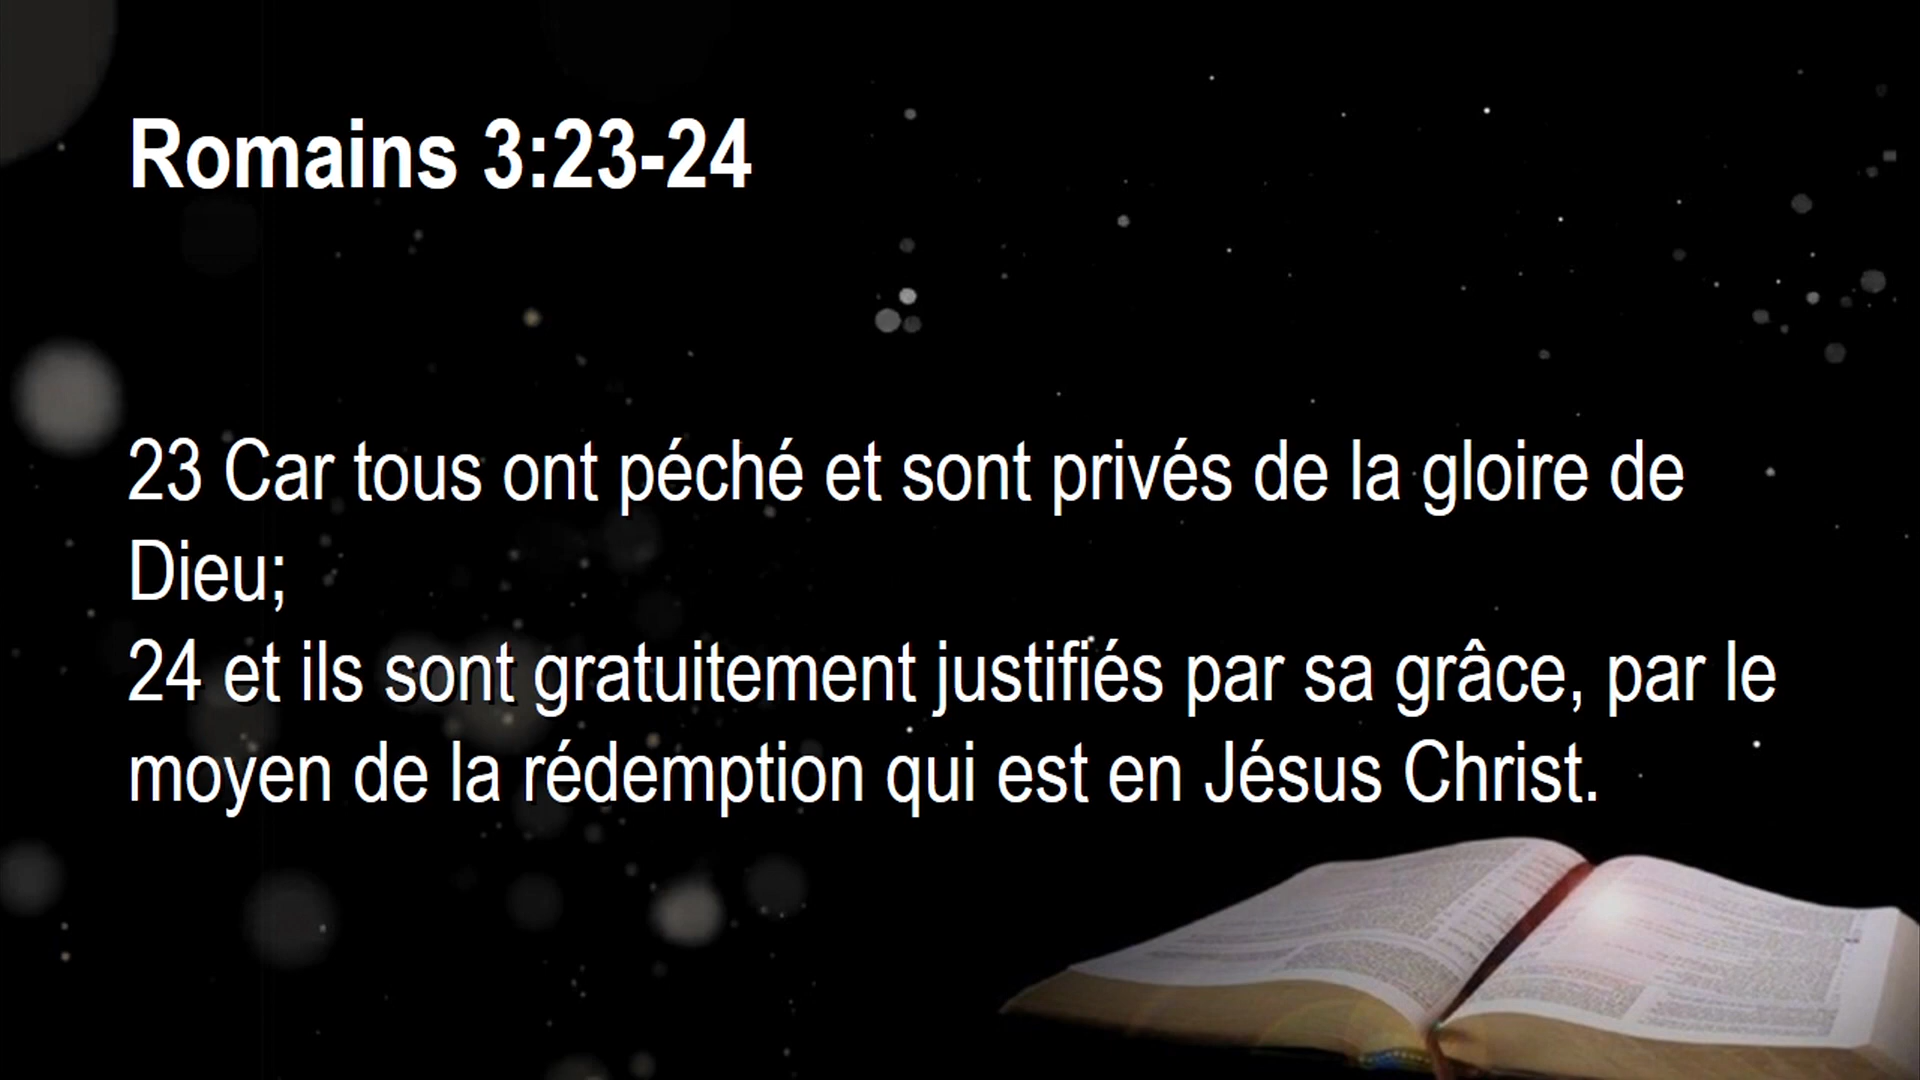 Romains 3:23-24
23 Car tous ont péché et sont privés de la gloire de
Dieu;
24 et ils sont gratuitement justifiés par sa grâce, par le
moyen de la rédemption qui est en Jésus Christ.